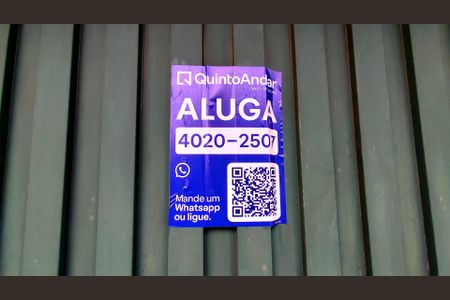 QuintoAndar
ALUGA
4020-2507
Mande um
Whatsapp
ou ligue.